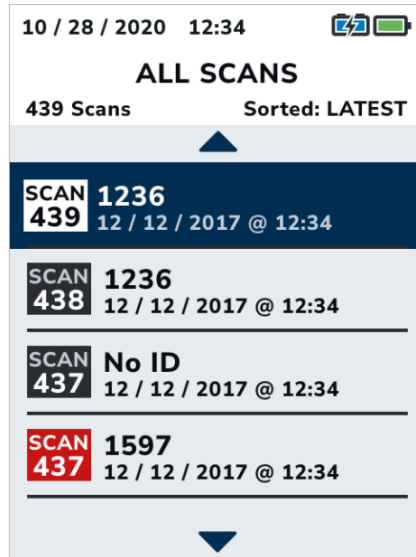 10 / 28 / 2020 12:34
ALL SCANS
439 Scans Sorted: LATEST
SCAN 1236
439 12 / 12 / 2017 @ 12:34
SCAN 1236
438 12 / 12 / 2017 @ 12:34
SCAN No ID
437 12 / 12 / 2017 @ 12:34
SCAN 1597
437 12 / 12 / 2017 @ 12:34